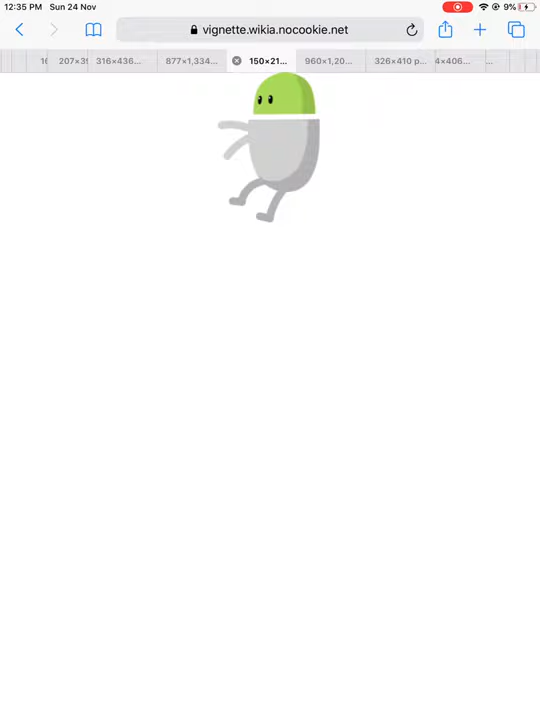 12:35 PM Sun 24 Nov 9%
vignette.wikia.nocookie.net
207×3 316×436... 877×1,334... 150×21... 960×1,20... 326×410 p... 4×406... ...